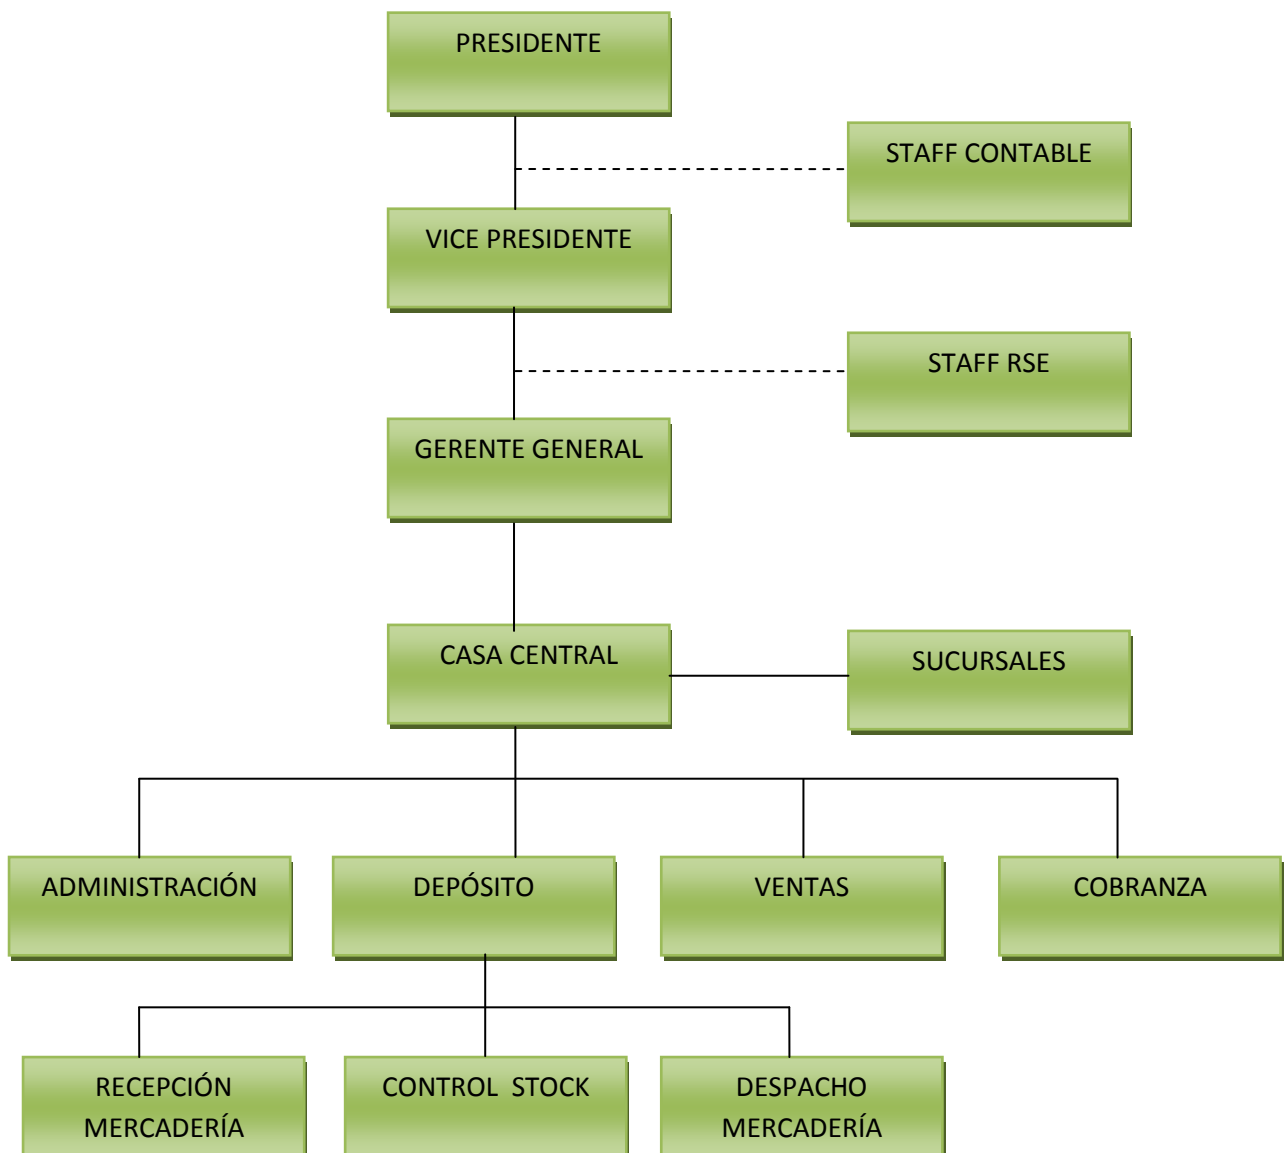 PRESIDENTE
STAFF CONTABLE
VICE PRESIDENTE
STAFF RSE
GERENTE GENERAL
CASA CENTRAL
SUCURSALES
ADMINISTRACIÓN
DEPÓSITO
VENTAS
COBRANZA
RECEPCIÓN
MERCADERÍA
CONTROL  STOCK
DESPACHO
MERCADERÍA